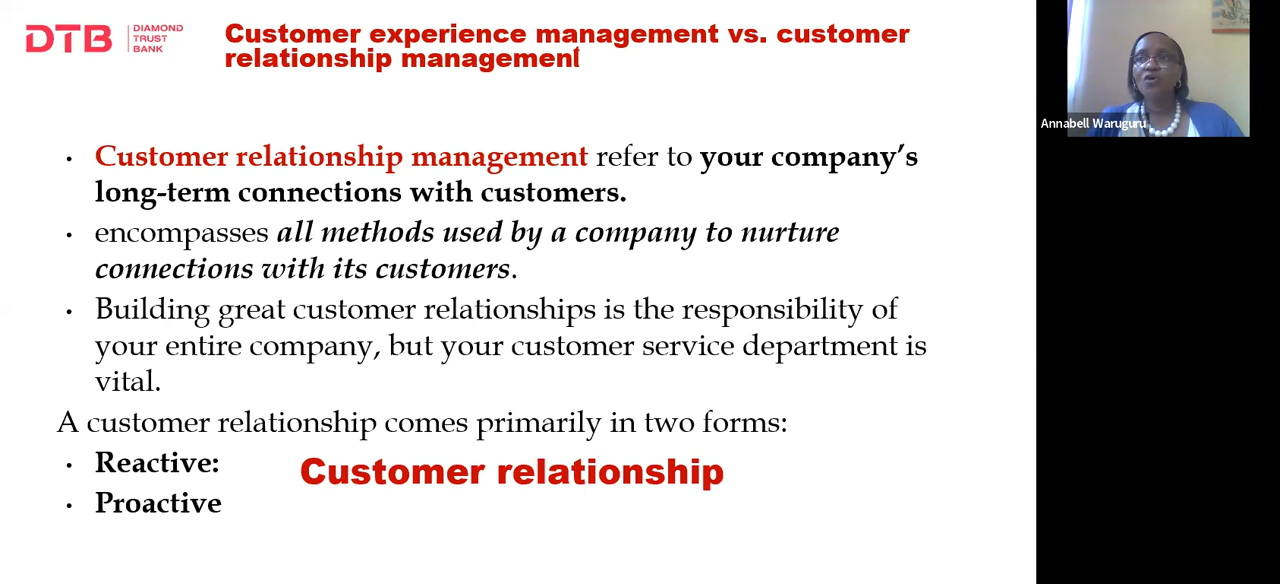 DTB
DIAMOND
TRUST
BANK
Customer experience management vs. customer
relationship management
• Customer relationship management refer to your company's
long-term connections with customers.
• encompasses all methods used by a company to nurture
connections with its customers.
• Building great customer relationships is the responsibility of
your entire company, but your customer service department is
vital.
A customer relationship comes primarily in two forms:
• Reactive:
Customer relationship
• Proactive
Annabell Waruguru